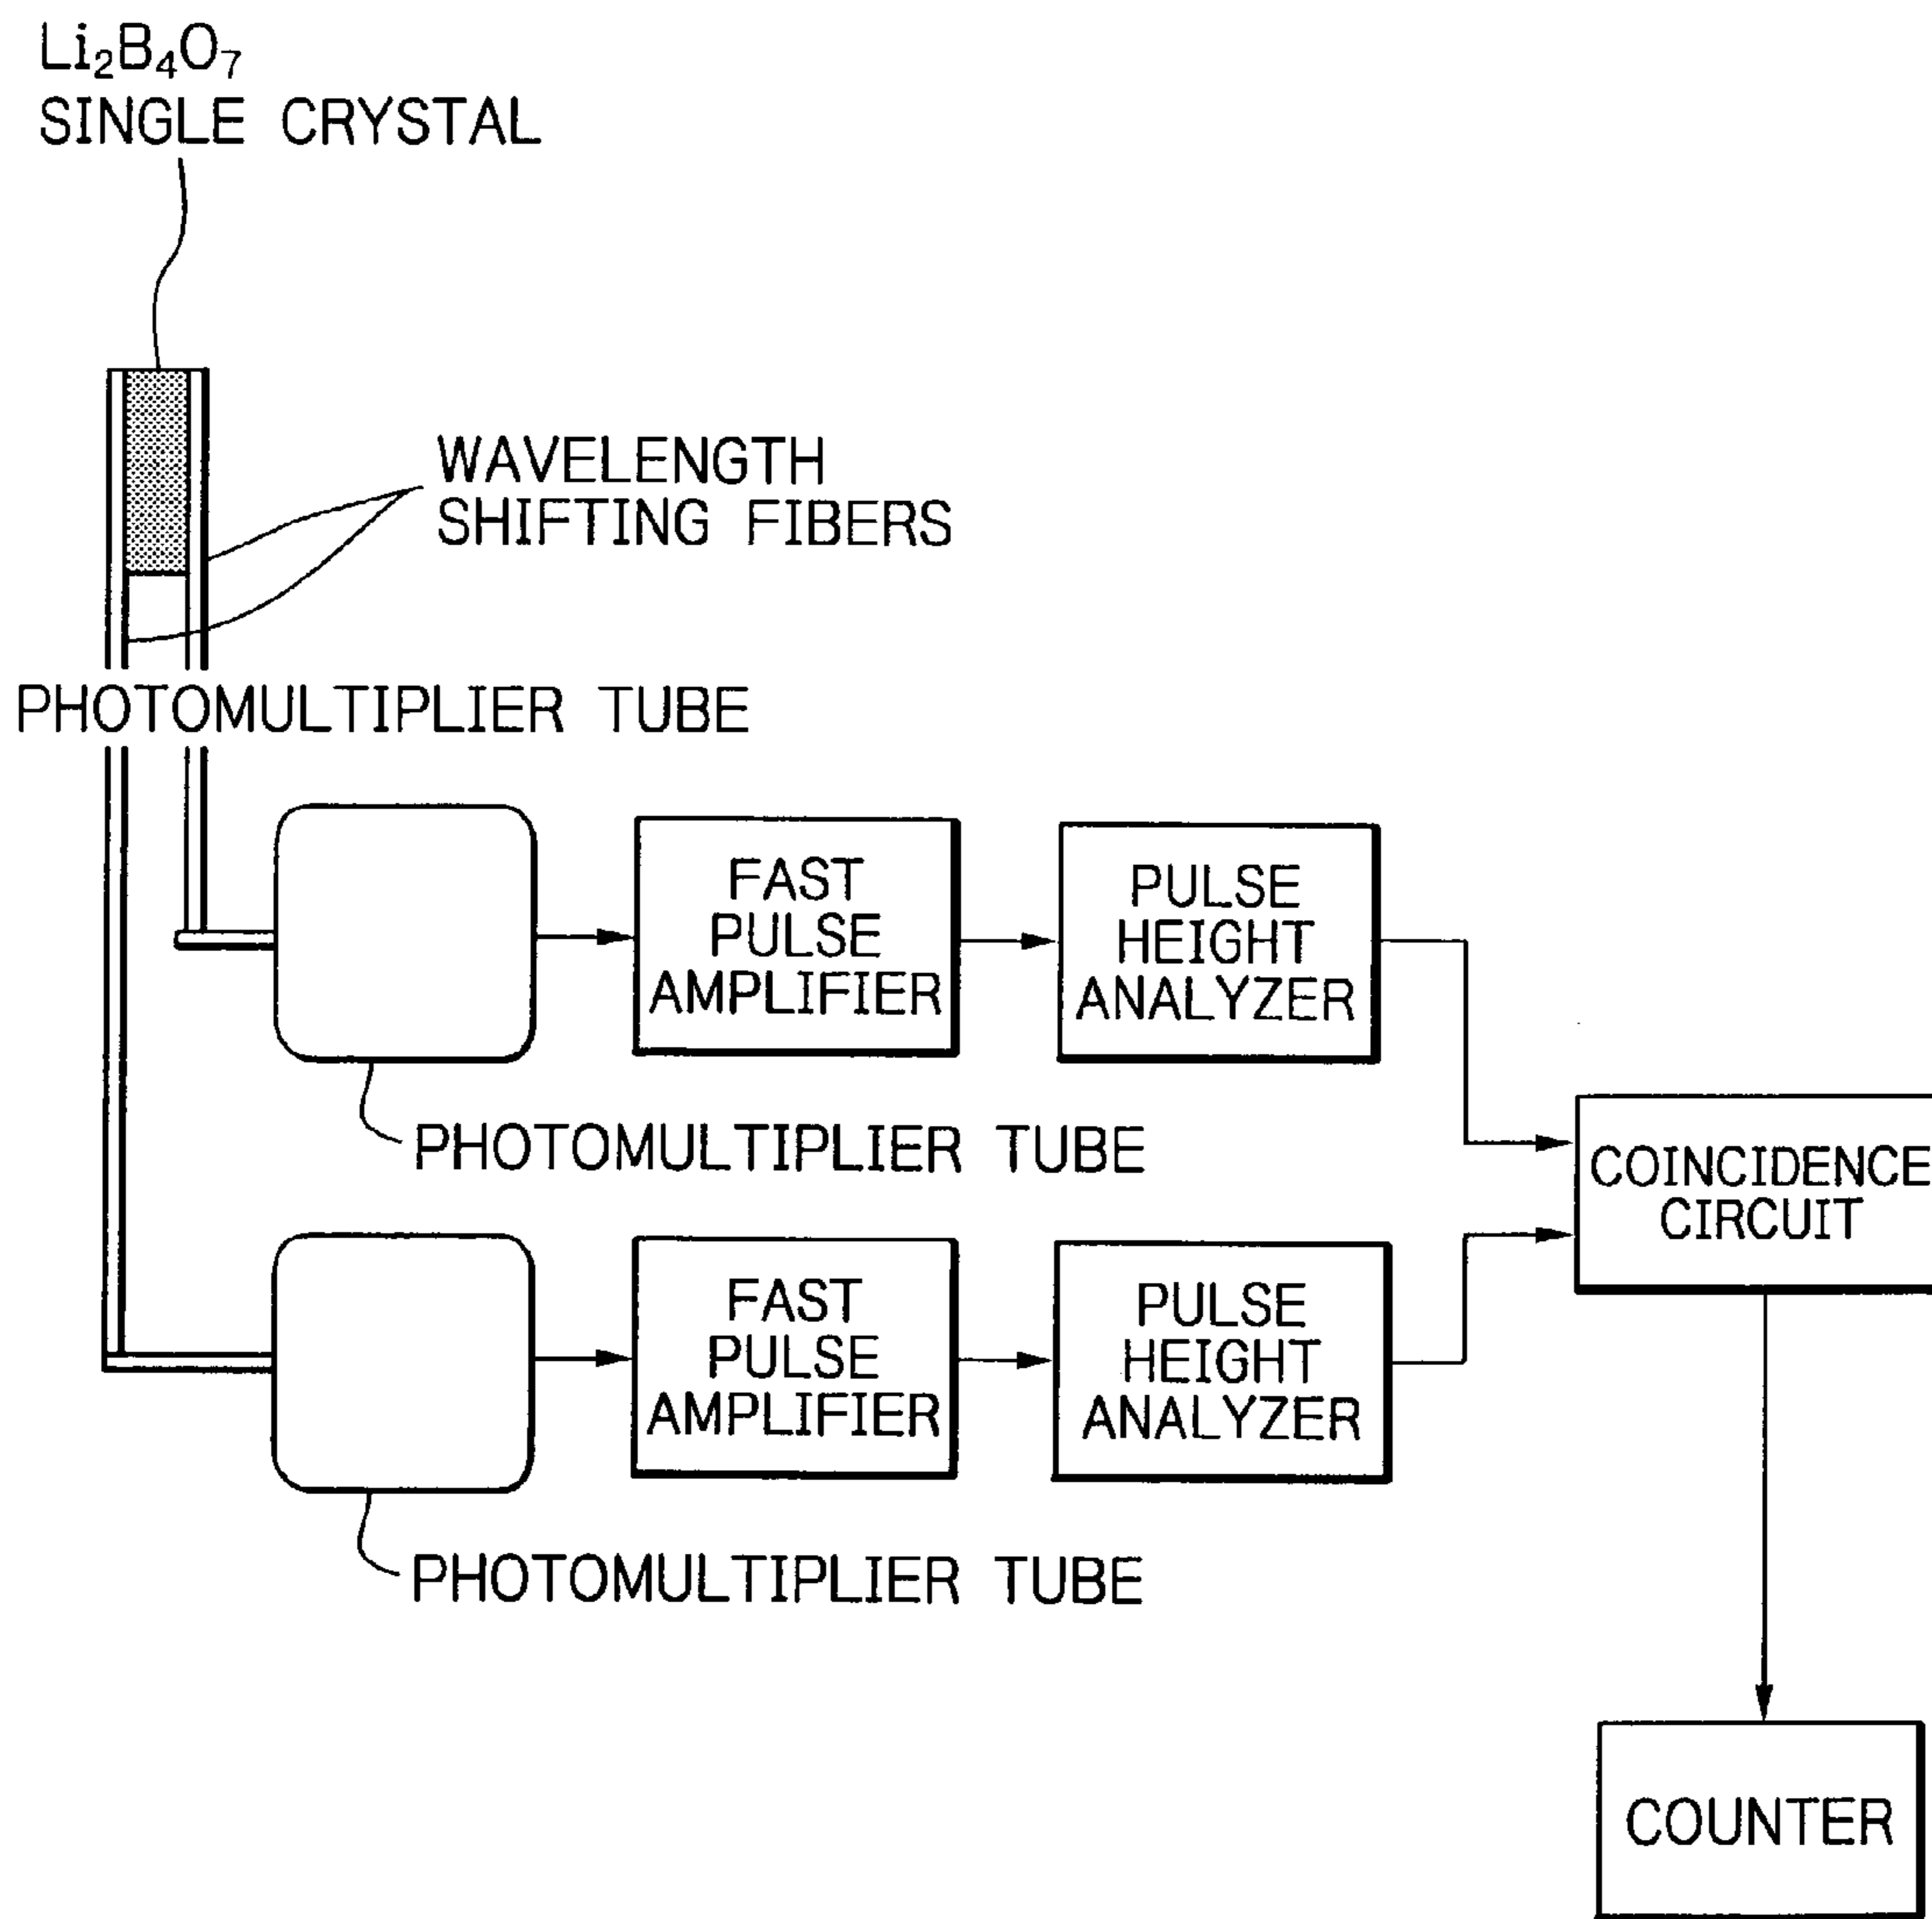 Li₂B₄O₇
SINGLE CRYSTAL
WAVELENGTH
SHIFTING FIBERS
PHOTOMULTIPLIER TUBE
FAST
PULSE
AMPLIFIER
PULSE
HEIGHT
ANALYZER
PHOTOMULTIPLIER TUBE
COINCIDENCE
CIRCUIT
FAST
PULSE
AMPLIFIER
PULSE
HEIGHT
ANALYZER
PHOTOMULTIPLIER TUBE
COUNTER